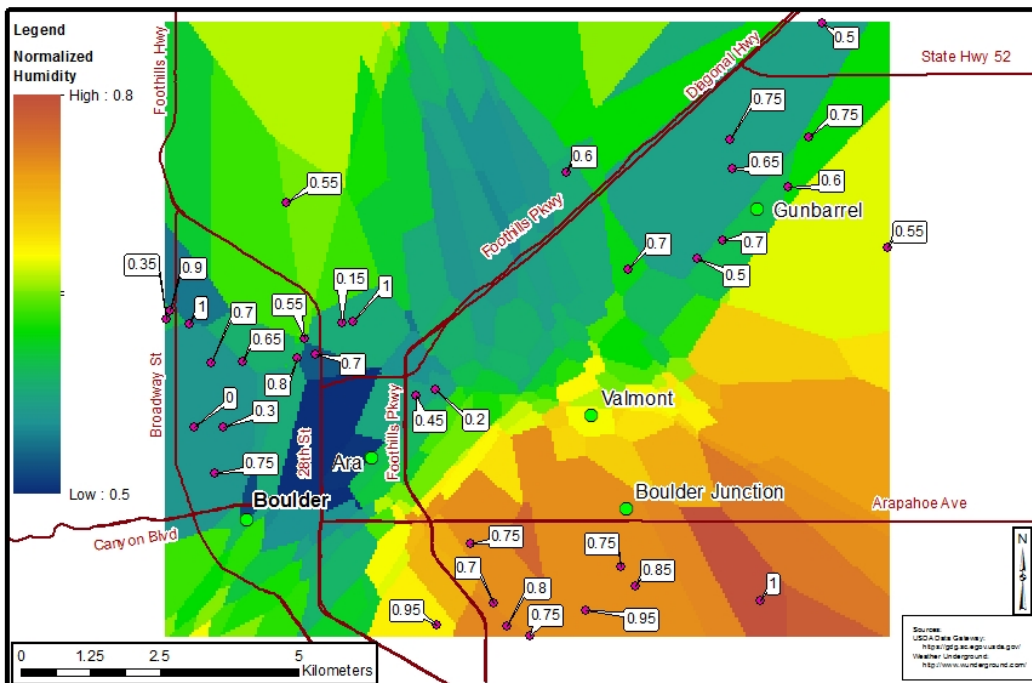 Legend
Normalized
Humidity
High : 0.8
Low : 0.5
Foothills Hwy
Diagonal Hwy
State Hwy 52
0.5
0.75
0.75
0.6
0.65
0.6
0.55
Gunbarrel
Foothills Pkwy
0.55
0.7
0.7
0.5
0.35
0.9
1
0.15
1
0.55
0.7
0.65
0.7
0.8
Broadway St
0
0.3
28th St
Foothills Pkwy
0.45
0.2
Valmont
Ara
0.75
Boulder
Boulder Junction
Arapahoe Ave
Canyon Blvd
0.75
0.75
0.85
0.7
0.8
1
0.95
0.75
0.95
N
0 1.25 2.5 5
Kilometers
Sources:
USDA Data Gateway:
https://gdg.sc.egov.usda.gov/
Weather Underground:
http://www.wunderground.com/